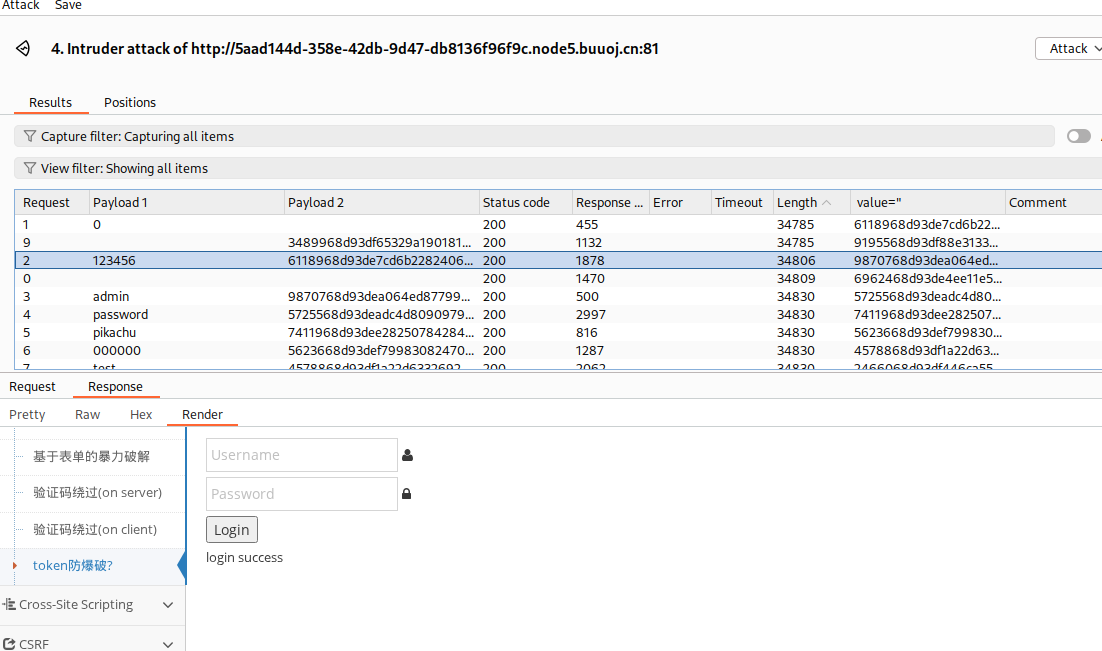 Attack Save
4. Intruder attack of http://5aad144d-358e-42db-9d47-db8136f96f9c.node5.buuoj.cn:81
Attack
Results Positions
Capture filter: Capturing all items
View filter: Showing all items
Request Payload 1 Payload 2 Status code Response ... Error Timeout Length value=" Comment
1 0 200 455 34785 6118968d93de7cd6b22...
9 3489968d93df65329a190181... 200 1132 34785 9195568d93df88e3133...
2 123456 6118968d93de7cd6b2282406... 200 1878 34806 9870768d93dea064ed...
0 200 1470 34809 6962468d93de4ee11e5...
3 admin 9870768d93dea064ed87799... 200 500 34830 5725568d93deadc4d80...
4 password 5725568d93deadc4d8090979... 200 2997 34830 7411968d93dee282507...
5 pikachu 7411968d93dee28250784284... 200 816 34830 5623668d93def799830...
6 000000 5623668d93def79983082470... 200 1287 34830 4578868d93df1a22d63...
7 test 4578868d93df1a22d6332692... 200 2062 34830 2466068d93df446ca55...
Request Response
Pretty Raw Hex Render
基于表单的暴力破解
验证码绕过(on server)
验证码绕过(on client)
token防爆破?
Cross-Site Scripting
CSRF
Username
Password
Login
login success